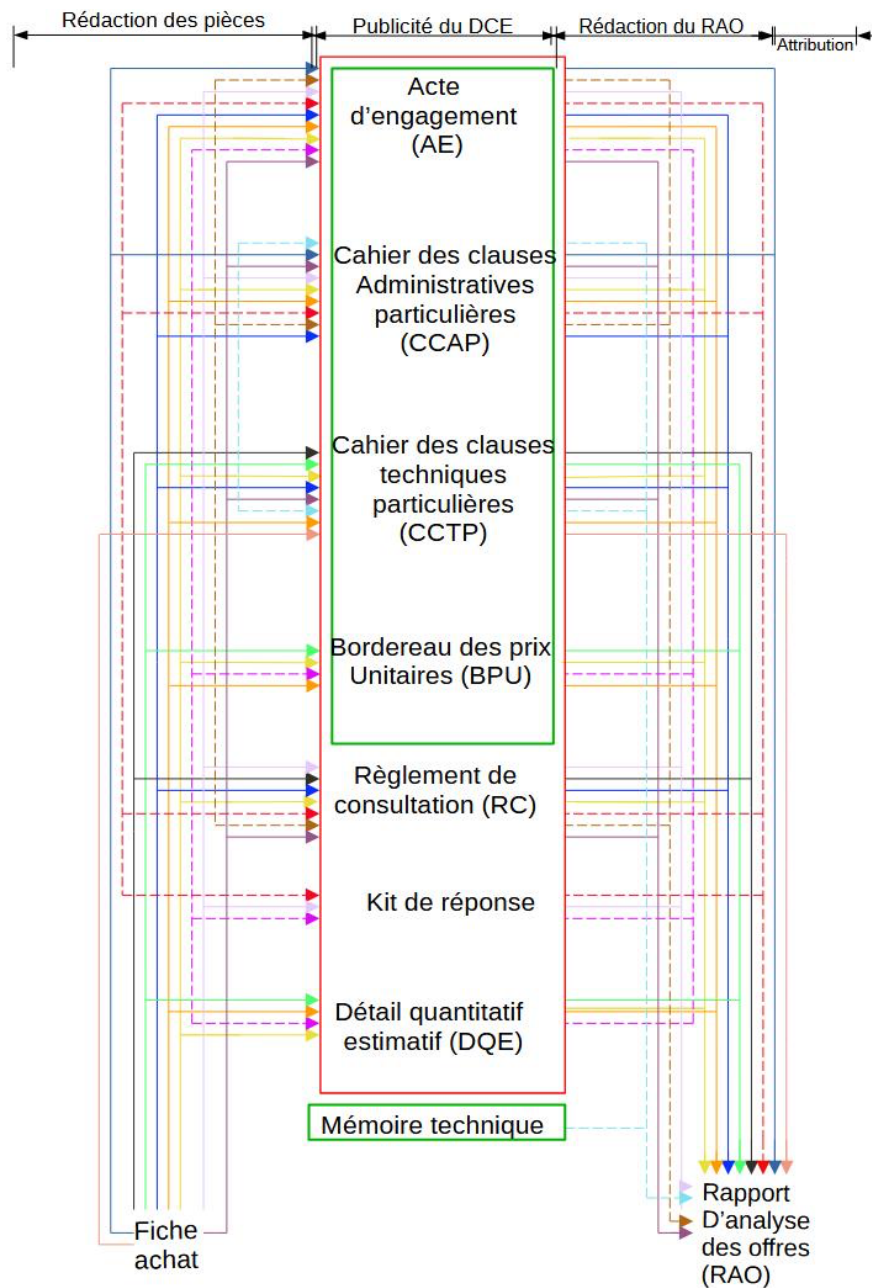 Rédaction des pièces
Publicité du DCE
Rédaction du RAO
Attribution
Acte
d'engagement
(AE)
Cahier des clauses
Administratives
particulières
(CCAP)
Cahier des clauses
techniques
particulières
(CCTP)
Bordereau des prix
Unitaires (BPU)
Règlement de
consultation (RC)
Kit de réponse
Détail quantitatif
estimatif (DQE)
Mémoire technique
Fiche
achat
Rapport
D'analyse
des offres
(RAO)